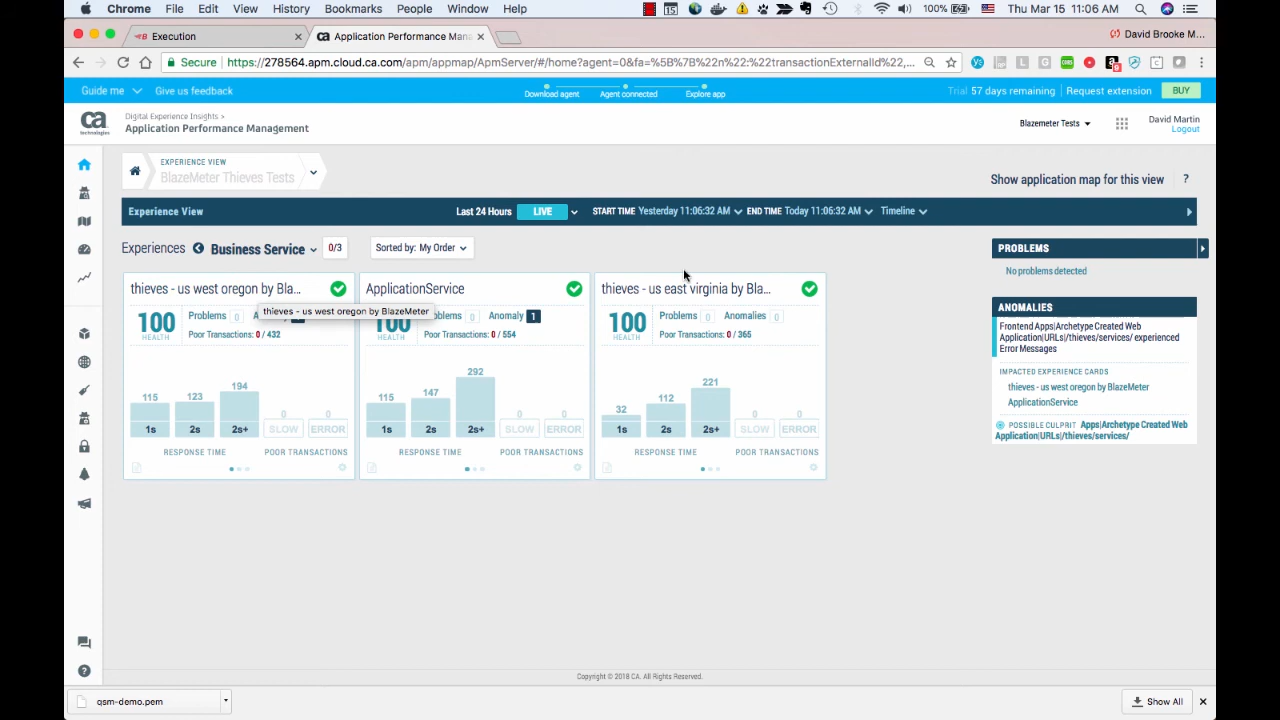 Chrome File Edit View History Bookmarks People Window Help
15 100% Thu Mar 15 11:06 AM
Execution
Application Performance Man
David Brooke M...
Secure https://278564.apm.cloud.ca.com/apm/appmap/ApmServer/#/home?agent=0&fa=%5B%7B%22n%22:%22transactionExternalId%22,...
Guide me Give us feedback
Download agent Agent connected Explore app
Trial 57 days remaining Request extension BUY
ca technologies
Digital Experience Insights >
Application Performance Management
Blazemeter Tests
David Martin
Logout
EXPERIENCE VIEW
BlazeMeter Thieves Tests
Show application map for this view ?
Experience View Last 24 Hours LIVE START TIME Yesterday 11:06:32 AM END TIME Today 11:06:32 AM Timeline
Experiences Business Service 0/3 Sorted by: My Order
thieves - us west oregon by Bla...
thieves - us west oregon by BlazeMeter
100
HEALTH
Problems 0
Poor Transactions: 0 / 432
115 123 194 0 0
1s 2s 2s+ SLOW ERROR
RESPONSE TIME POOR TRANSACTIONS
ApplicationService
100
HEALTH
oblems 0 Anomaly 1
Poor Transactions: 0 / 554
115 147 292 0 0
1s 2s 2s+ SLOW ERROR
RESPONSE TIME POOR TRANSACTIONS
thieves - us east virginia by Bla...
100
HEALTH
Problems 0 Anomalies 0
Poor Transactions: 0 / 365
32 112 221 0 0
1s 2s 2s+ SLOW ERROR
RESPONSE TIME POOR TRANSACTIONS
PROBLEMS
No problems detected
ANOMALIES
Frontend Apps|Archetype Created Web
Application|URLs|/thieves/services/ experienced
Error Messages
IMPACTED EXPERIENCE CARDS
thieves - us west oregon by BlazeMeter
ApplicationService
POSSIBLE CULPRIT Apps|Archetype Created Web
Application|URLs|/thieves/services/
Copyright © 2018 CA. All Rights Reserved.
qsm-demo.pem
Show All